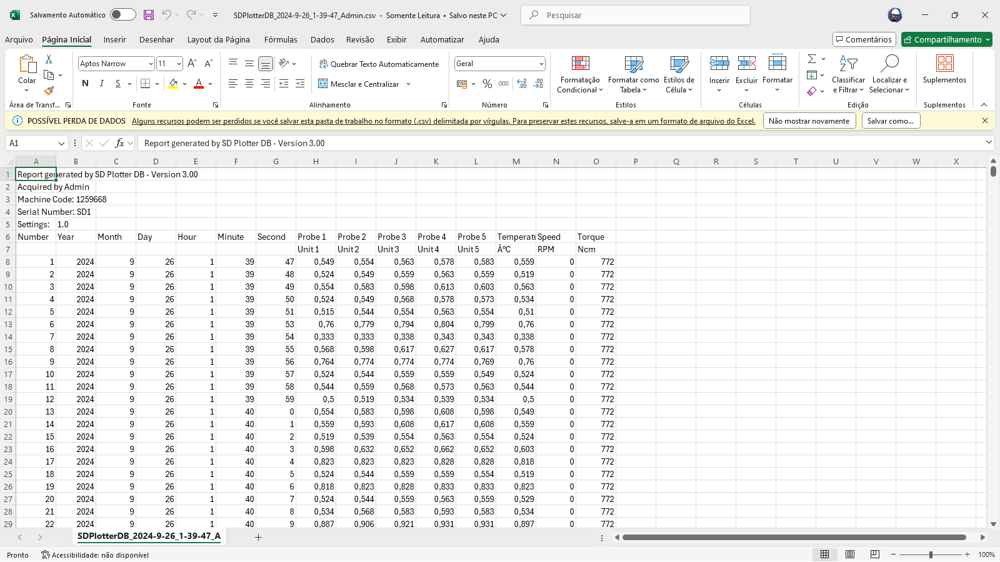 Salvamento Automático
SDPlotterDB_2024-9-26_1-39-47_Admin.csv - Somente Leitura • Salvo neste PC
Pesquisar
Arquivo Página Inicial Inserir Desenhar Layout da Página Fórmulas Dados Revisão Exibir Automatizar Ajuda
Comentários Compartilhamento
Colar
Área de Transf...
Aptos Narrow 11
N I S
Fonte
ab Quebrar Texto Automaticamente
Mesclar e Centralizar
Alinhamento
Geral
% 000
Número
Formatação Condicional
Formatar como Tabela
Estilos de Célula
Estilos
Inserir Excluir Formatar
Células
Classificar e Filtrar
Localizar e Selecionar
Edição
Suplementos
Suplementos
POSSÍVEL PERDA DE DADOS Alguns recursos podem ser perdidos se você salvar esta pasta de trabalho no formato (.csv) delimitada por vírgulas. Para preservar estes recursos, salve-a em um formato de arquivo do Excel. Não mostrar novamente Salvar como...
A1 fx Report generated by SD Plotter DB - Version 3.00
A B C D E F G H I J K L M N O P Q R S T U V W X
1 Report generated by SD Plotter DB - Version 3.00
2 Acquired by Admin
3 Machine Code: 1259668
4 Serial Number: SD1
5 Settings: 1.0
6 Number Year Month Day Hour Minute Second Probe 1 Probe 2 Probe 3 Probe 4 Probe 5 Temperatu Speed Torque
7 Unit 1 Unit 2 Unit 3 Unit 4 Unit 5 Â°C RPM Ncm
8 1 2024 9 26 1 39 47 0,549 0,554 0,563 0,578 0,583 0,559 0 772
9 2 2024 9 26 1 39 48 0,524 0,549 0,559 0,563 0,559 0,519 0 772
10 3 2024 9 26 1 39 49 0,554 0,583 0,598 0,613 0,603 0,563 0 772
11 4 2024 9 26 1 39 50 0,524 0,549 0,568 0,578 0,573 0,534 0 772
12 5 2024 9 26 1 39 51 0,515 0,544 0,554 0,563 0,554 0,51 0 772
13 6 2024 9 26 1 39 53 0,76 0,779 0,794 0,804 0,799 0,76 0 772
14 7 2024 9 26 1 39 54 0,333 0,333 0,338 0,343 0,343 0,338 0 772
15 8 2024 9 26 1 39 55 0,568 0,598 0,617 0,627 0,617 0,578 0 772
16 9 2024 9 26 1 39 56 0,764 0,774 0,774 0,774 0,769 0,76 0 772
17 10 2024 9 26 1 39 57 0,524 0,544 0,559 0,559 0,549 0,524 0 772
18 11 2024 9 26 1 39 58 0,544 0,559 0,568 0,573 0,563 0,544 0 772
19 12 2024 9 26 1 39 59 0,5 0,519 0,534 0,539 0,534 0,5 0 772
20 13 2024 9 26 1 40 0 0,554 0,583 0,598 0,608 0,598 0,549 0 772
21 14 2024 9 26 1 40 1 0,559 0,593 0,608 0,617 0,608 0,559 0 772
22 15 2024 9 26 1 40 2 0,519 0,539 0,554 0,563 0,554 0,524 0 772
23 16 2024 9 26 1 40 3 0,598 0,632 0,652 0,662 0,652 0,603 0 772
24 17 2024 9 26 1 40 4 0,823 0,823 0,823 0,828 0,828 0,818 0 772
25 18 2024 9 26 1 40 5 0,524 0,544 0,559 0,559 0,554 0,519 0 772
26 19 2024 9 26 1 40 6 0,818 0,823 0,828 0,833 0,833 0,823 0 772
27 20 2024 9 26 1 40 7 0,524 0,544 0,559 0,563 0,559 0,529 0 772
28 21 2024 9 26 1 40 8 0,534 0,568 0,583 0,593 0,583 0,534 0 772
29 22 2024 9 26 1 40 9 0,887 0,906 0,921 0,931 0,931 0,897 0 772
SDPlotterDB_2024-9-26_1-39-47_A
Pronto Acessibilidade: não disponível 100%